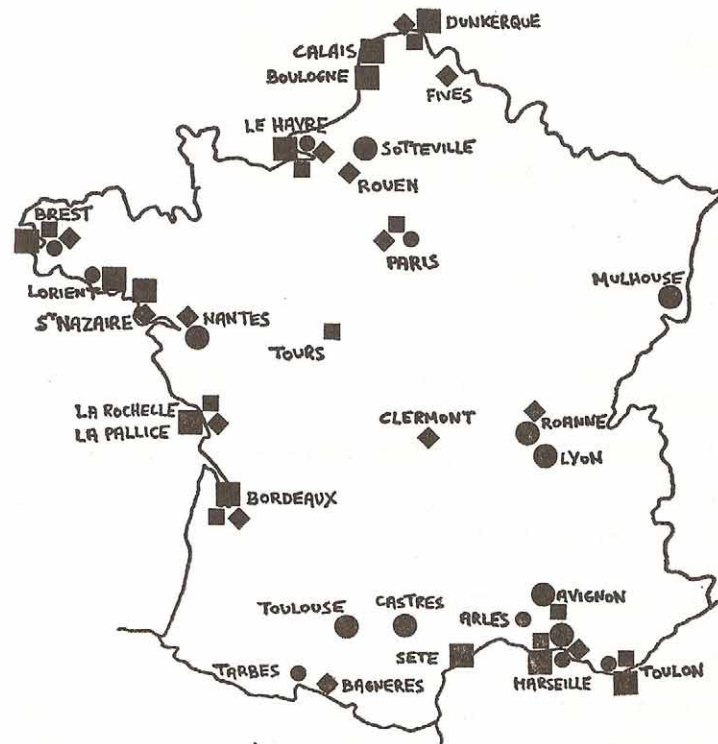 DUNKERQUE
CALAIS
BOULOGNE
FIVES
LE HAVRE
SOTTEVILLE
ROUEN
BREST
PARIS
MULHOUSE
LORIENT
ST NAZAIRE
NANTES
TOURS
LA ROCHELLE
LA PALLICE
CLERMONT
ROANNE
LYON
BORDEAUX
AVIGNON
TOULOUSE
CASTRES
ARLES
SETE
TARBES
BAGNERES
MARSEILLE
TOULON